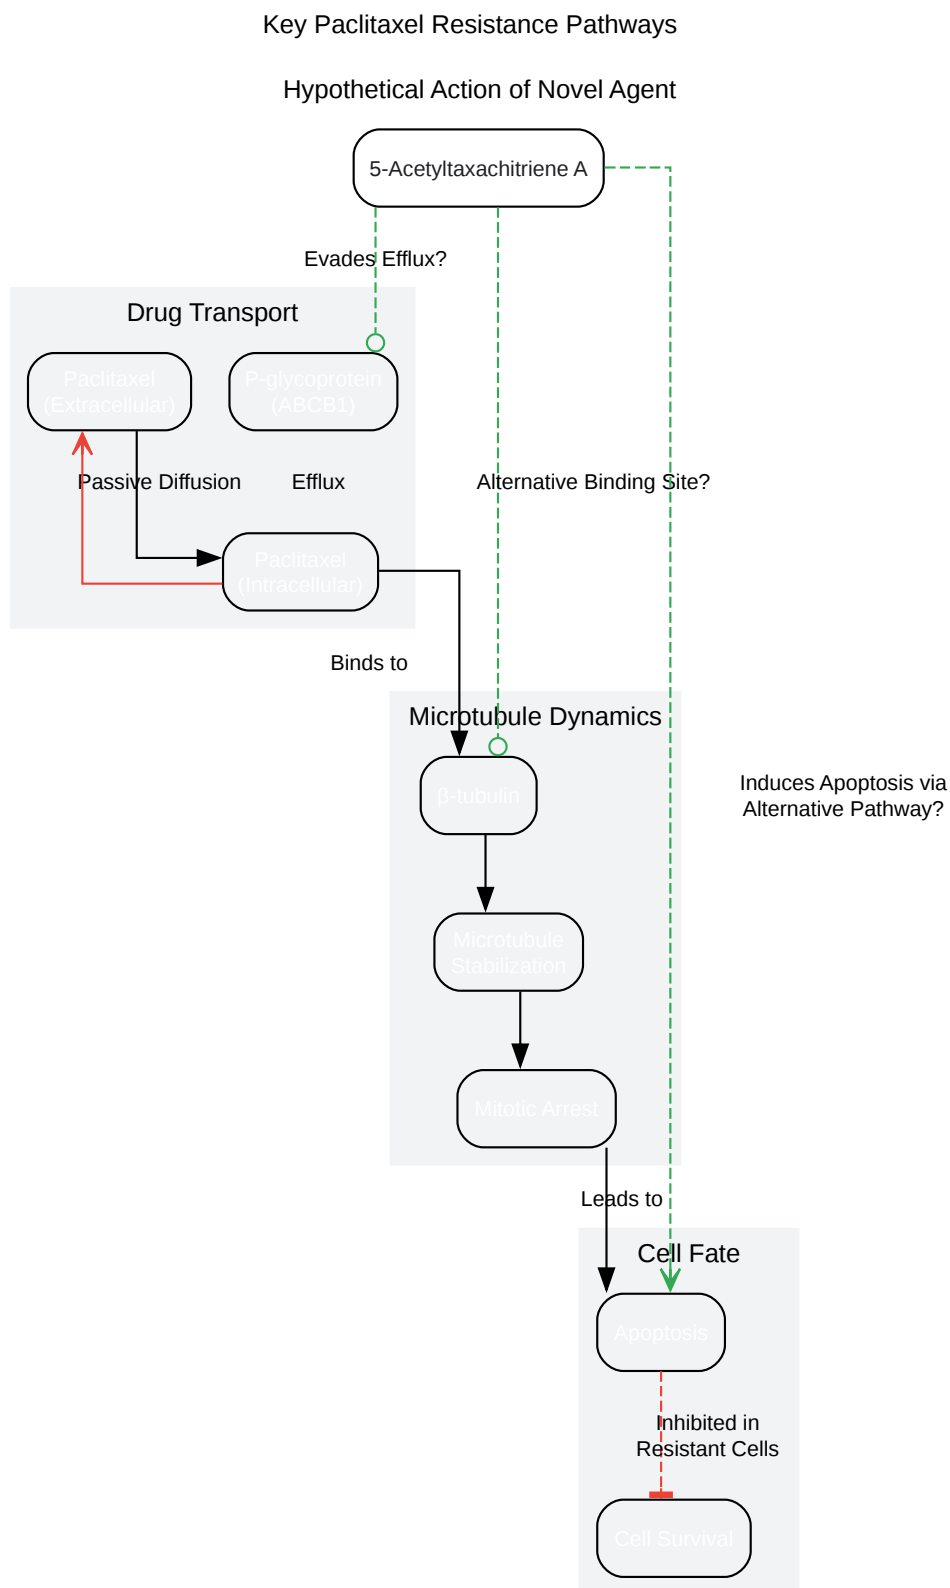 Key Paclitaxel Resistance Pathways
Hypothetical Action of Novel Agent
5-Acetyltaxachitriene A
Evades Efflux?
Drug Transport
Paclitaxel
(Extracellular)
P-glycoprotein
(ABCB1)
Passive Diffusion
Efflux
Alternative Binding Site?
Paclitaxel
(Intracellular)
Binds to
Microtubule Dynamics
β-tubulin
Induces Apoptosis via
Alternative Pathway?
Microtubule
Stabilization
Mitotic Arrest
Leads to
Cell Fate
Apoptosis
Inhibited in
Resistant Cells
Cell Survival